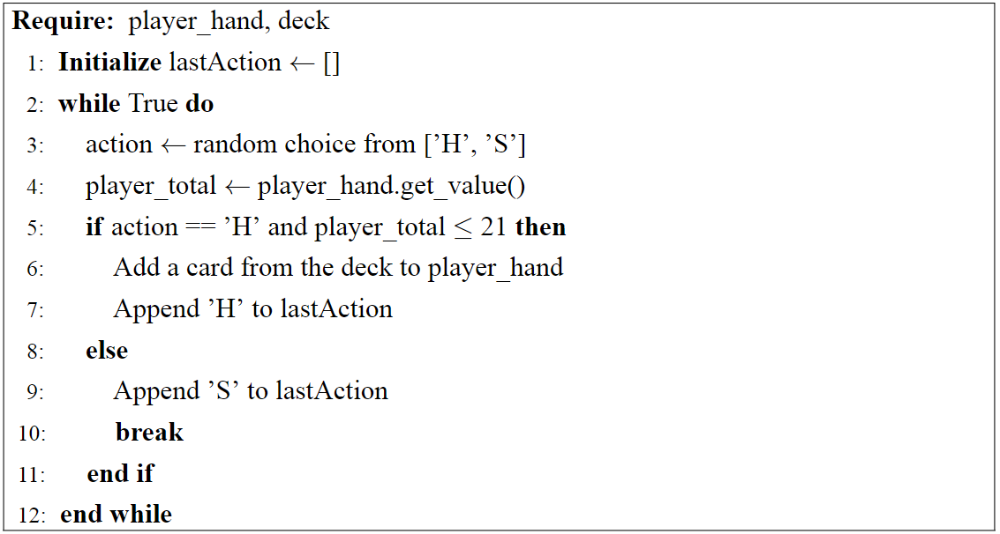 Require: player_hand, deck
1: Initialize lastAction ← []
2: while True do
3: action ← random choice from [’H’, ’S’]
4: player_total ← player_hand.get_value()
5: if action == ’H’ and player_total ≤ 21 then
6: Add a card from the deck to player_hand
7: Append ’H’ to lastAction
8: else
9: Append ’S’ to lastAction
10: break
11: end if
12: end while